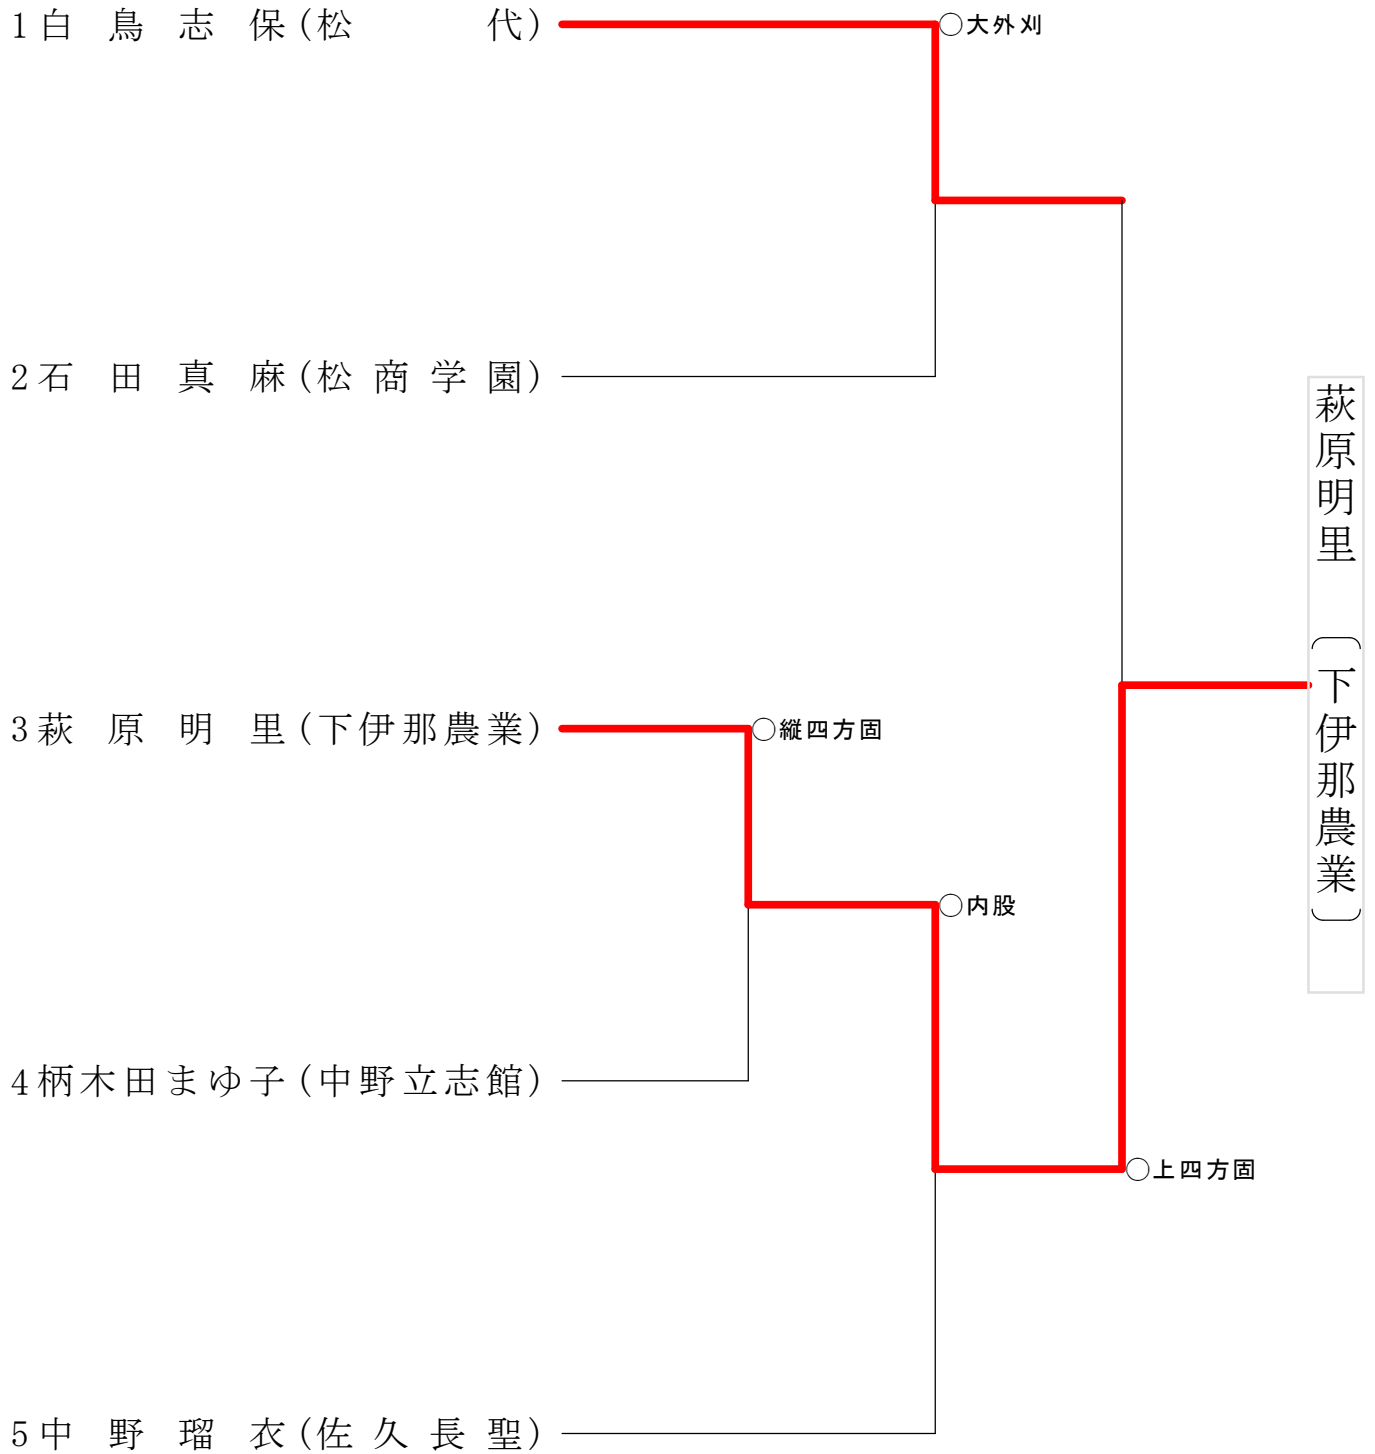 1白鳥志保(松代)
○大外刈
2石田真麻(松商学園)
萩原明里（下伊那農業）
3萩原明里(下伊那農業)
○縦四方固
○内股
4柄木田まゆ子(中野立志館)
○上四方固
5中野瑠衣(佐久長聖)